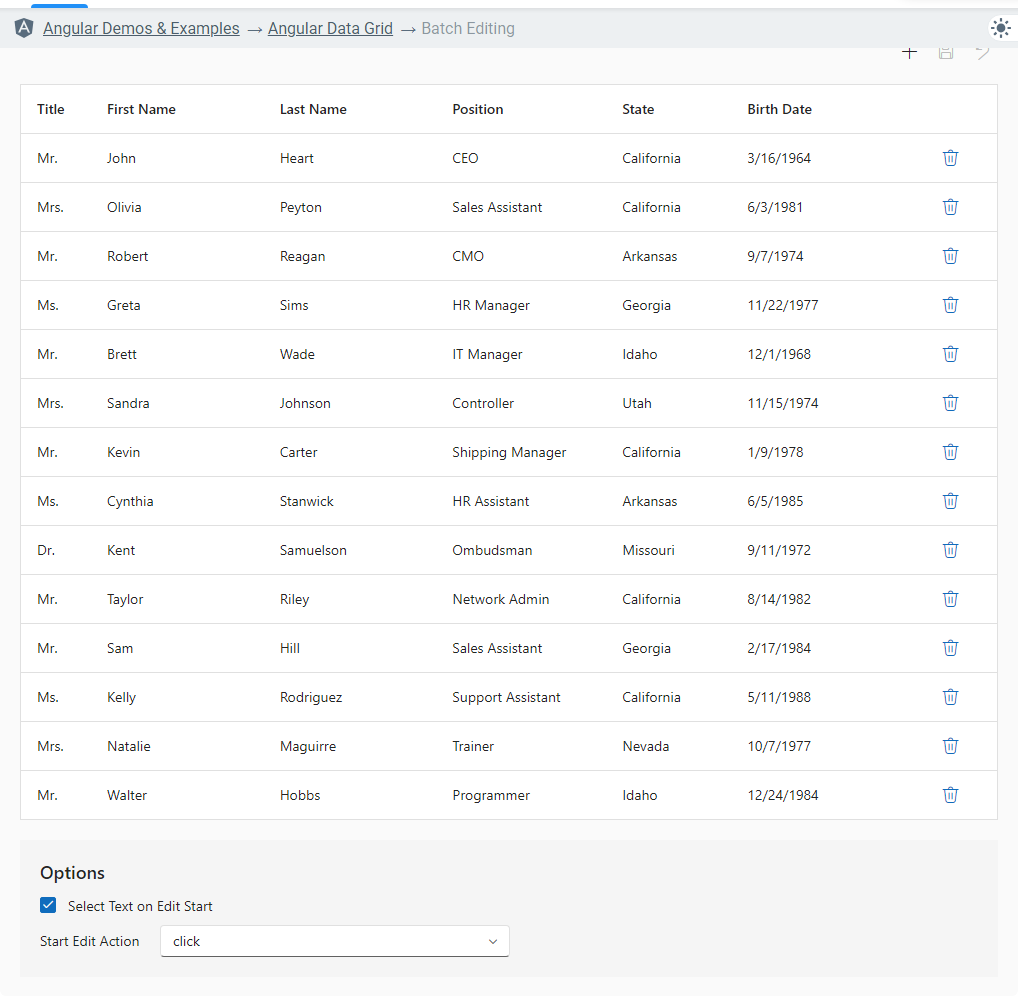 Angular Demos & Examples → Angular Data Grid → Batch Editing
Title First Name Last Name Position State Birth Date
Mr. John Heart CEO California 3/16/1964
Mrs. Olivia Peyton Sales Assistant California 6/3/1981
Mr. Robert Reagan CMO Arkansas 9/7/1974
Ms. Greta Sims HR Manager Georgia 11/22/1977
Mr. Brett Wade IT Manager Idaho 12/1/1968
Mrs. Sandra Johnson Controller Utah 11/15/1974
Mr. Kevin Carter Shipping Manager California 1/9/1978
Ms. Cynthia Stanwick HR Assistant Arkansas 6/5/1985
Dr. Kent Samuelson Ombudsman Missouri 9/11/1972
Mr. Taylor Riley Network Admin California 8/14/1982
Mr. Sam Hill Sales Assistant Georgia 2/17/1984
Ms. Kelly Rodriguez Support Assistant California 5/11/1988
Mrs. Natalie Maguirre Trainer Nevada 10/7/1977
Mr. Walter Hobbs Programmer Idaho 12/24/1984
Options
Select Text on Edit Start
Start Edit Action click